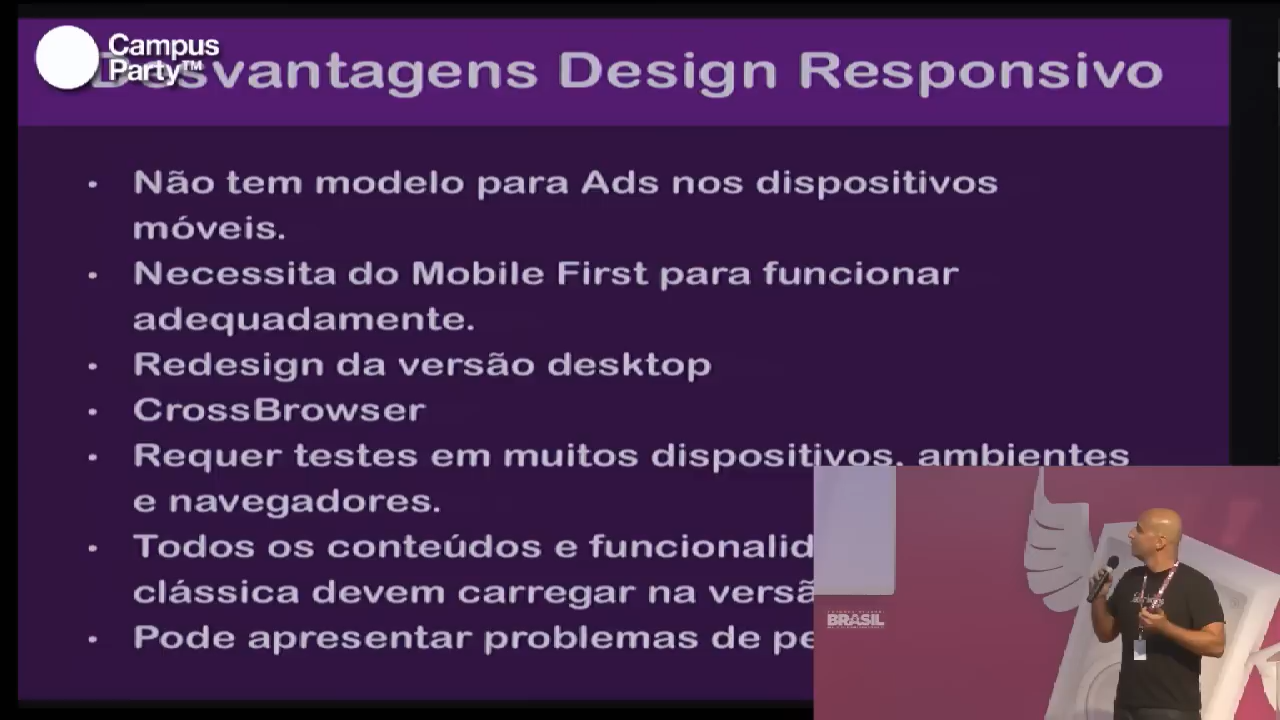 Campus
Party™
Desvantagens Design Responsivo
• Não tem modelo para Ads nos dispositivos
móveis.
• Necessita do Mobile First para funcionar
adequadamente.
• Redesign da versão desktop
• CrossBrowser
• Requer testes em muitos dispositivos, ambientes
e navegadores.
• Todos os conteúdos e funcionalid
clássica devem carregar na versã
• Pode apresentar problemas de pe
BRASIL